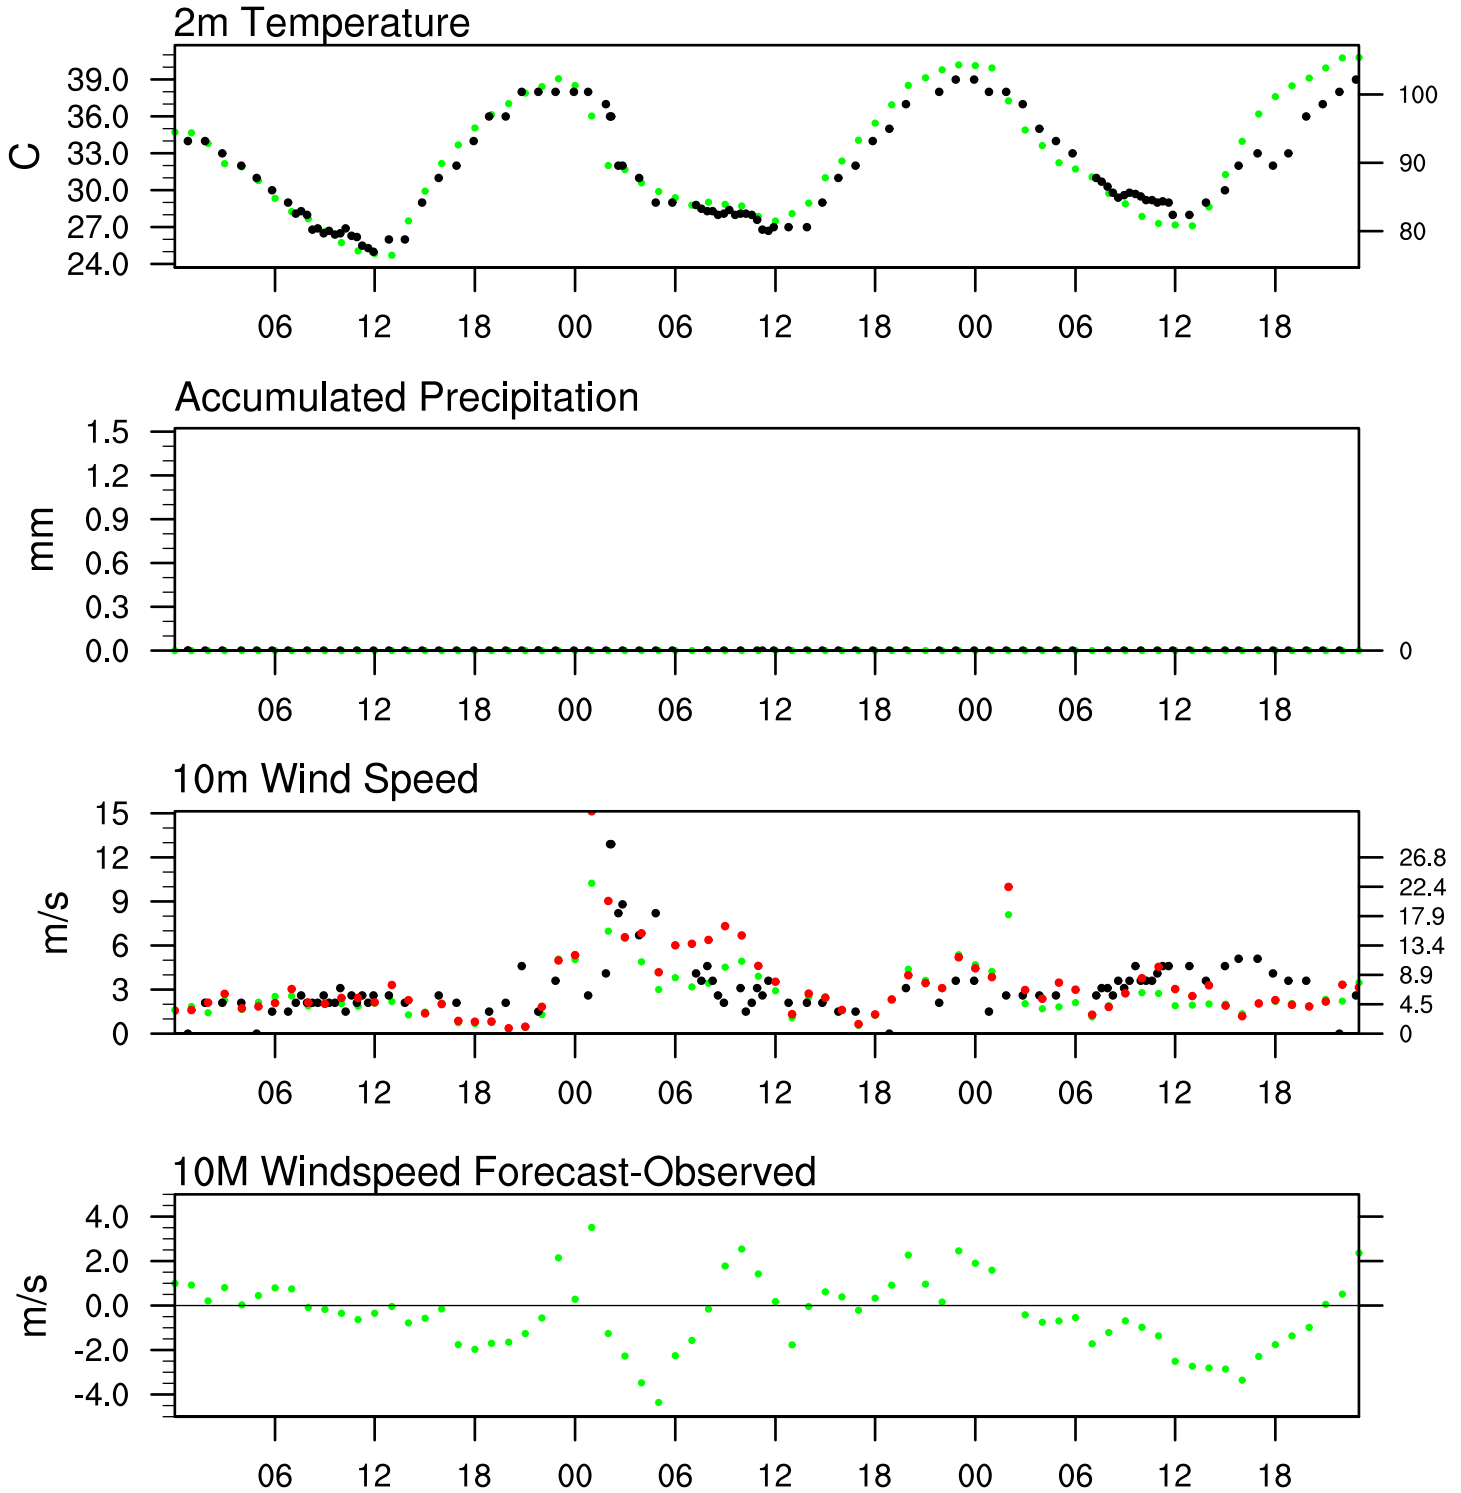 2m Temperature
39.0
36.0
33.0
30.0
27.0
24.0
C
100
90
80
06 12 18 00 06 12 18 00 06 12 18
Accumulated Precipitation
1.5
1.2
0.9
0.6
0.3
0.0
mm
0
06 12 18 00 06 12 18 00 06 12 18
10m Wind Speed
15
12
9
6
3
0
m/s
26.8
22.4
17.9
13.4
8.9
4.5
0
06 12 18 00 06 12 18 00 06 12 18
10M Windspeed Forecast-Observed
4.0
2.0
0.0
-2.0
-4.0
m/s
06 12 18 00 06 12 18 00 06 12 18